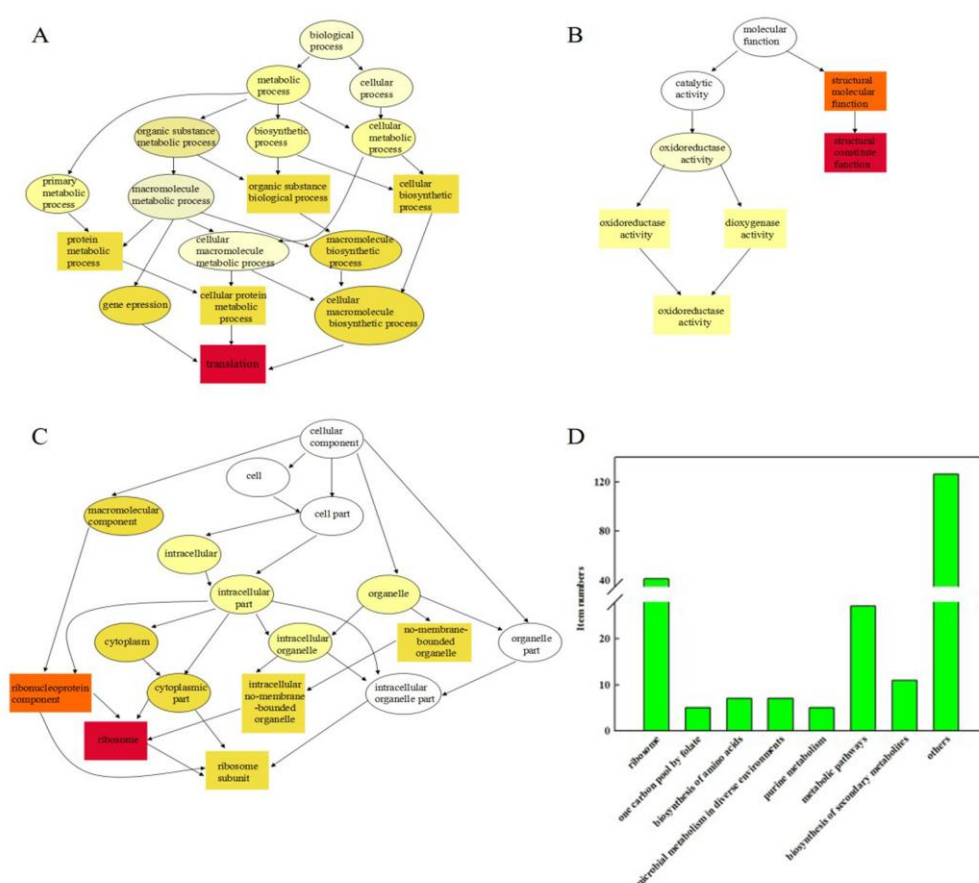 A
biological
process
metabolic
process
cellular
process
organic substance
metabolic process
biosynthetic
process
cellular
metabolic
process
primary
metabolic
process
macromolecule
metabolic process
organic substance
biological process
cellular
biosynthetic
process
protein
metabolic
process
cellular
macromolecule
metabolic process
macromolecule
biosynthetic
process
gene epression
cellular protein
metabolic
process
cellular
macromolecule
biosynthetic process
translation
B
molecular
function
catalytic
activity
structural
molecular
function
oxidoreductase
activity
structural
constitute
function
oxidoreductase
activity
dioxygenase
activity
oxidoreductase
activity
C
cellular
component
cell
macromolecular
component
cell part
intracellular
intracellular
part
organelle
cytoplasm
intracellular
organelle
no-membrane-
bounded
organelle
organelle
part
ribonucleoprotein
component
cytoplasmic
part
intracellular
no-membrane
-bounded
organelle
intracellular
organelle part
ribosome
ribosome
subunit
D
Item numbers
120
80
40
20
10
0
ribosome
one carbon pool by folate
biosynthesis of amino acids
microbial metabolism in diverse environments
purine metabolism
metabolic pathways
biosynthesis of secondary metabolites
others